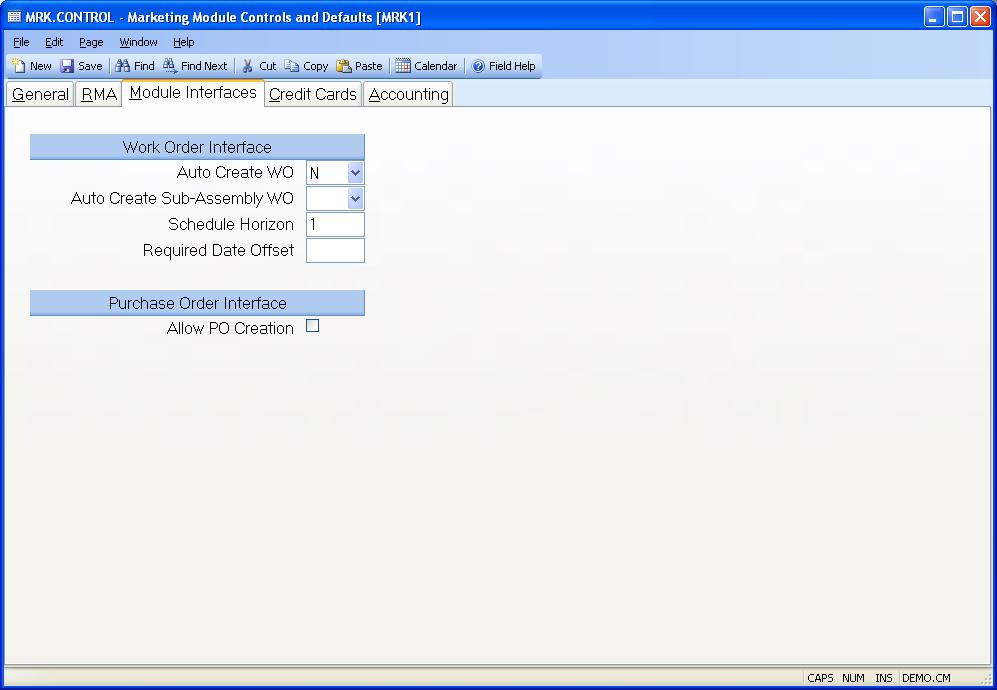 MRK.CONTROL - Marketing Module Controls and Defaults [MRK1]
File Edit Page Window Help
New Save Find Find Next Cut Copy Paste Calendar Field Help
General RMA Module Interfaces Credit Cards Accounting
Work Order Interface
Auto Create WO N
Auto Create Sub-Assembly WO
Schedule Horizon 1
Required Date Offset
Purchase Order Interface
Allow PO Creation
CAPS NUM INS DEMO.CM